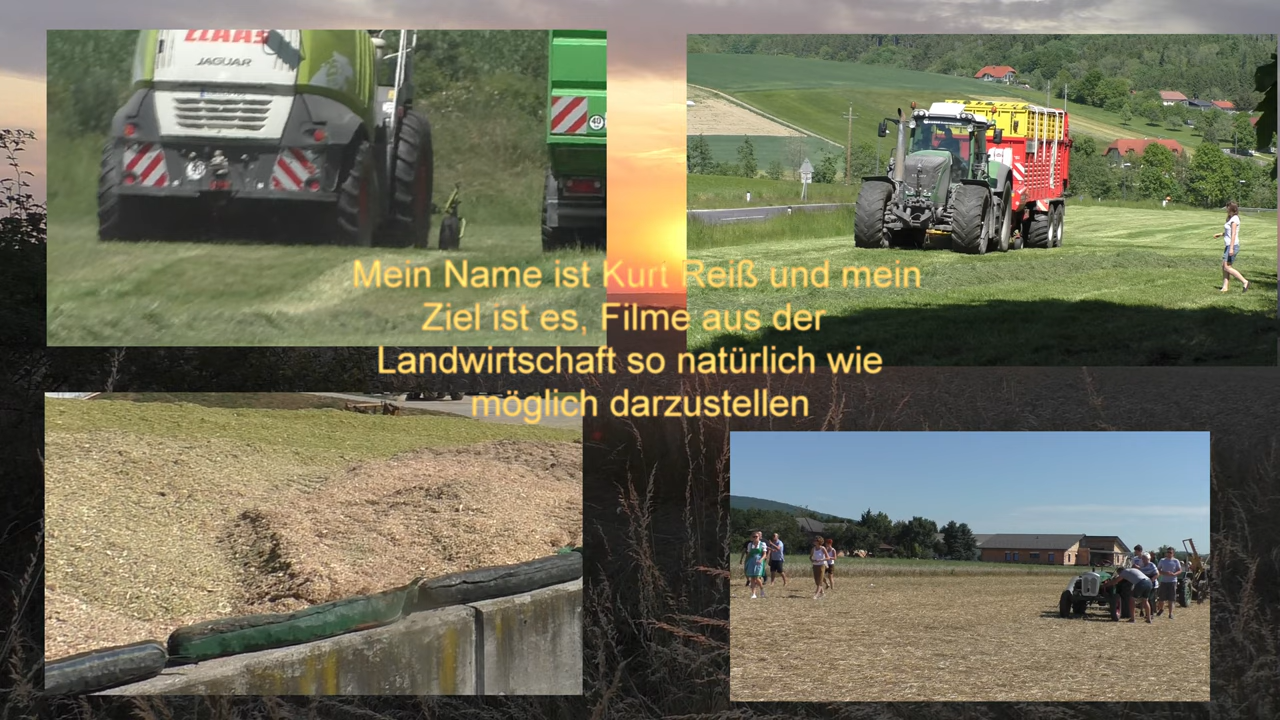 CLAAS
JAGUAR
40
Mein Name ist Kurt Reiß und mein
Ziel ist es, Filme aus der
Landwirtschaft so natürlich wie
möglich darzustellen